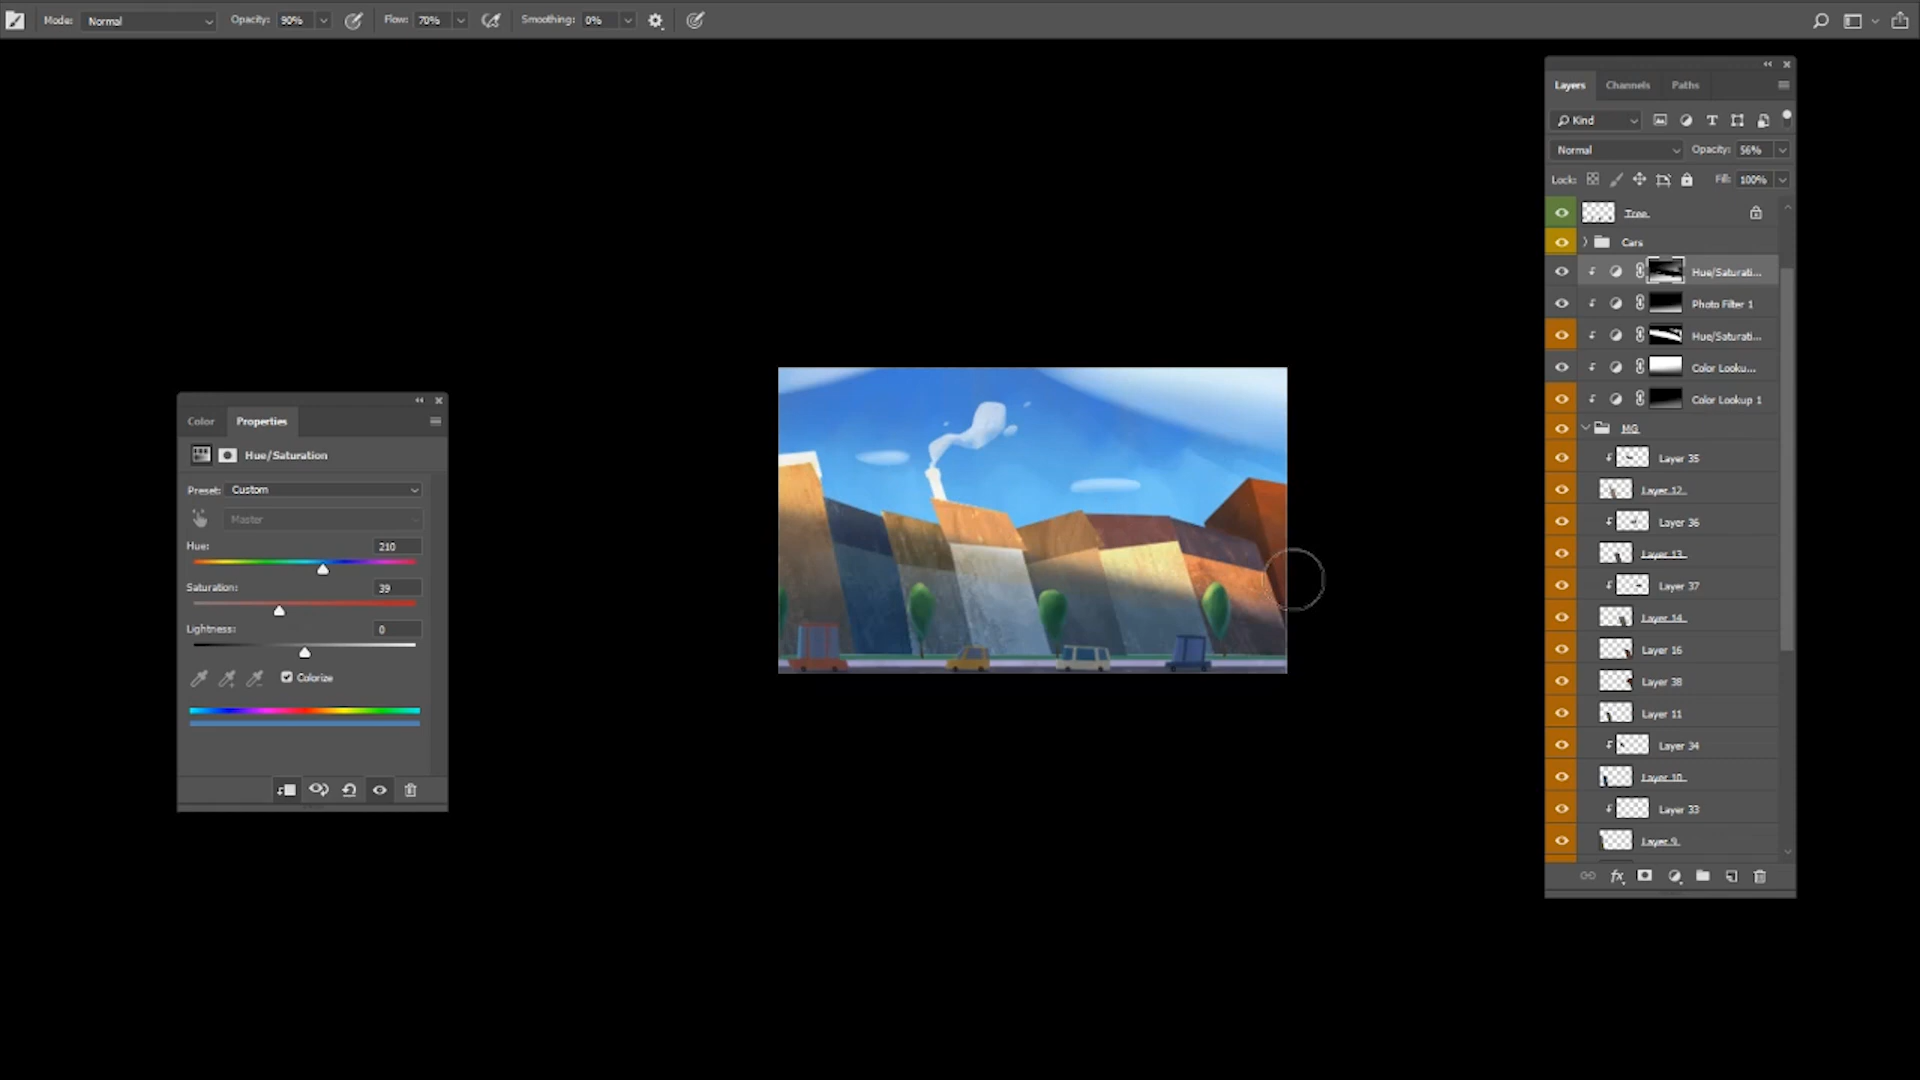 Mode: Normal Opacity: 90% Flow: 70% Smoothing: 0%
Color Properties
Hue/Saturation
Preset: Custom
Master
Hue: 210
Saturation: 39
Lightness: 0
Colorize
Layers Channels Paths
Kind
Normal Opacity: 56%
Lock: Fill: 100%
Tree
Cars
Hue/Saturati...
Photo Filter 1
Hue/Saturati...
Color Looku...
Color Lookup 1
MG
Layer 35
Layer 12
Layer 36
Layer 13
Layer 37
Layer 14
Layer 16
Layer 38
Layer 11
Layer 34
Layer 10
Layer 33
Layer 9
fx